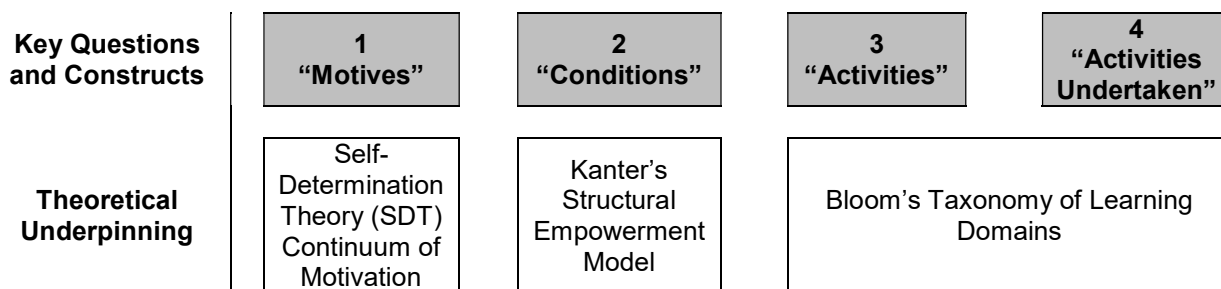 Key Questions
and Constructs
1
“Motives”
2
“Conditions”
3
“Activities”
4
“Activities
Undertaken”
Theoretical
Underpinning
Self-
Determination
Theory (SDT)
Continuum of
Motivation
Kanter’s
Structural
Empowerment
Model
Bloom’s Taxonomy of Learning
Domains